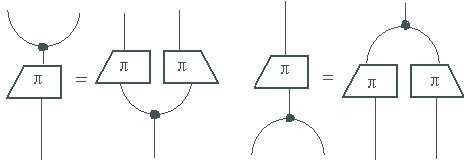 π = π π π = π π